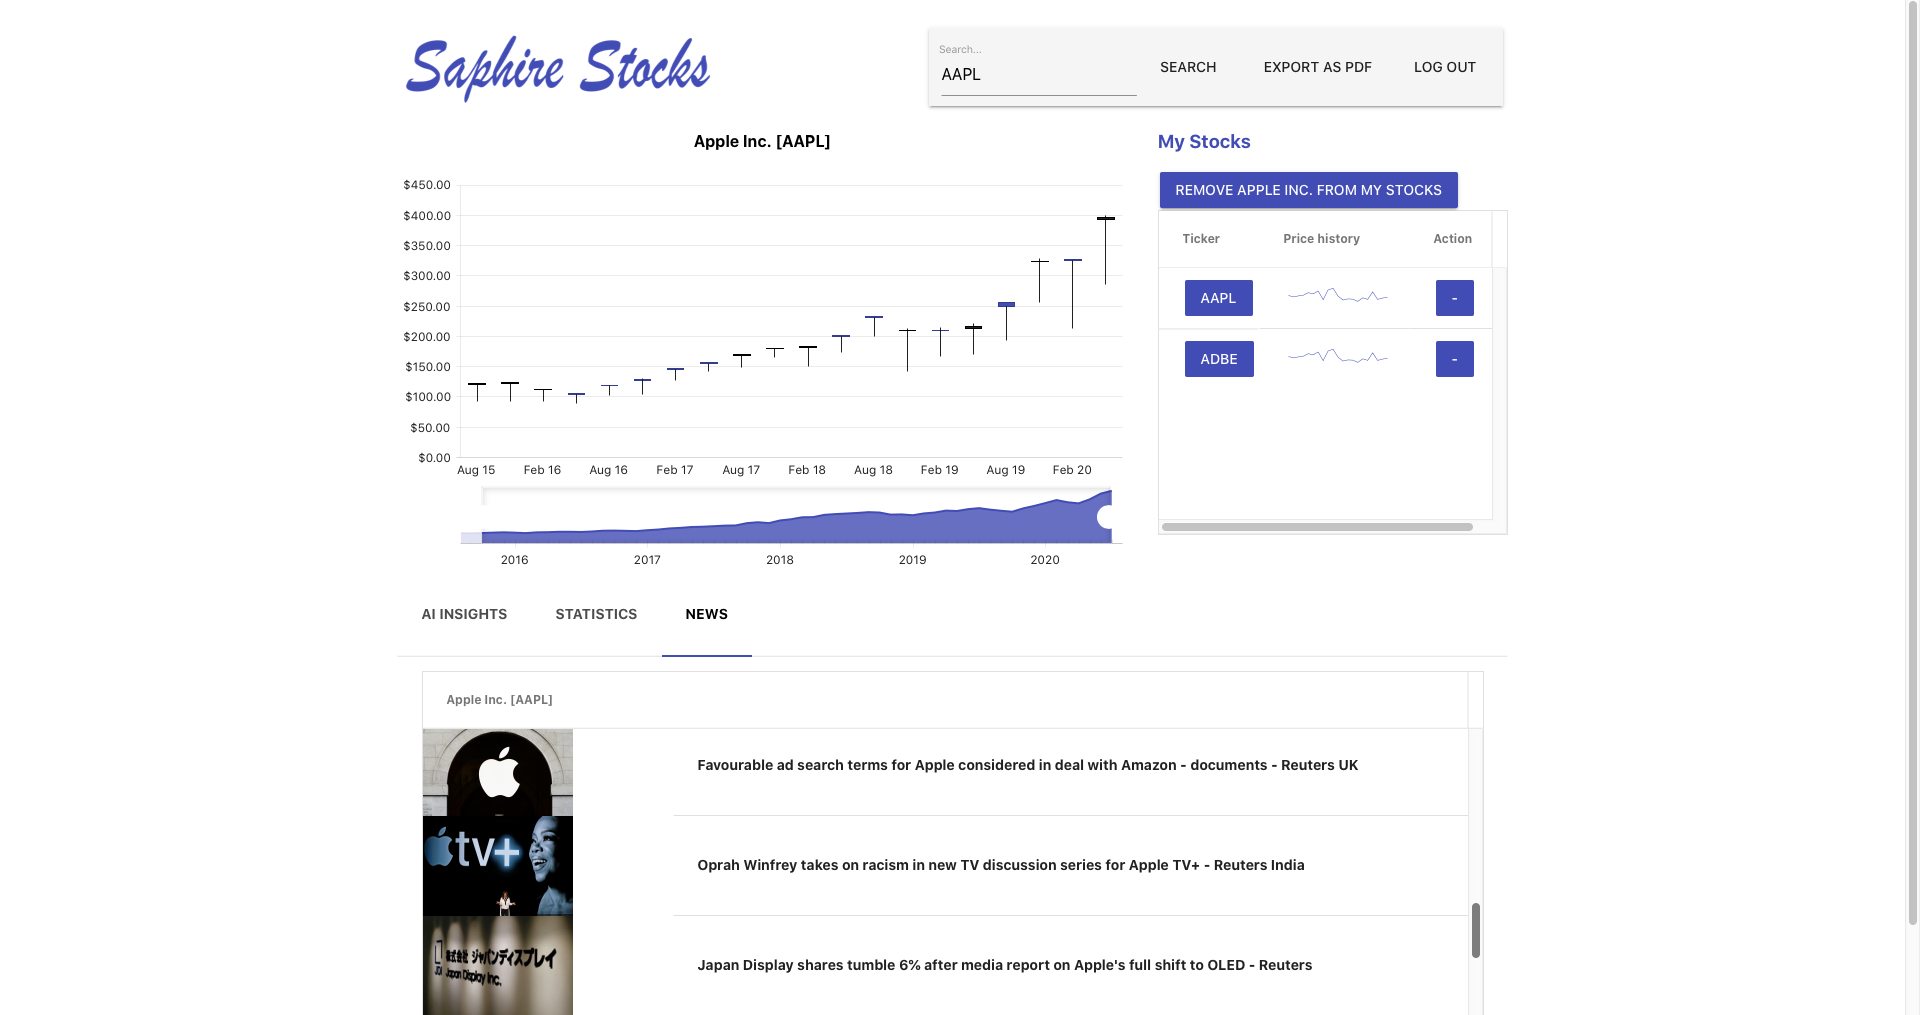 Saphire Stocks
Search...
AAPL
SEARCH
EXPORT AS PDF
LOG OUT
Apple Inc. [AAPL]
$450.00
$400.00
$350.00
$300.00
$250.00
$200.00
$150.00
$100.00
$50.00
$0.00
Aug 15 Feb 16 Aug 16 Feb 17 Aug 17 Feb 18 Aug 18 Feb 19 Aug 19 Feb 20
2016 2017 2018 2019 2020
My Stocks
REMOVE APPLE INC. FROM MY STOCKS
Ticker Price history Action
AAPL -
ADBE -
AI INSIGHTS
STATISTICS
NEWS
Apple Inc. [AAPL]
Favourable ad search terms for Apple considered in deal with Amazon - documents - Reuters UK
tv+
Oprah Winfrey takes on racism in new TV discussion series for Apple TV+ - Reuters India
株式会社 ジャパンディスプレイ
Japan Display Inc.
Japan Display shares tumble 6% after media report on Apple's full shift to OLED - Reuters